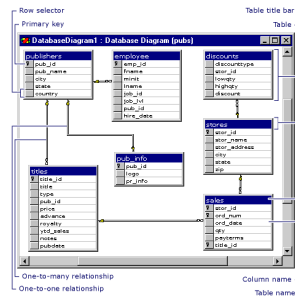 Row selector
Table title bar
Primary key
Table
DatabaseDiagram1 : Database Diagram (pubs)
publishers
pub_id
pub_name
city
state
country
employee
emp_id
fname
minit
lname
job_id
job_lvl
pub_id
hire_date
discounts
discounttype
stor_id
lowqty
highqty
discount
stores
stor_id
stor_name
stor_address
city
state
zip
pub_info
pub_id
logo
pr_info
titles
title_id
title
type
pub_id
price
advance
royalty
ytd_sales
notes
pubdate
sales
stor_id
ord_num
ord_date
qty
payterms
title_id
One-to-many relationship
One-to-one relationship
Column name
Table name